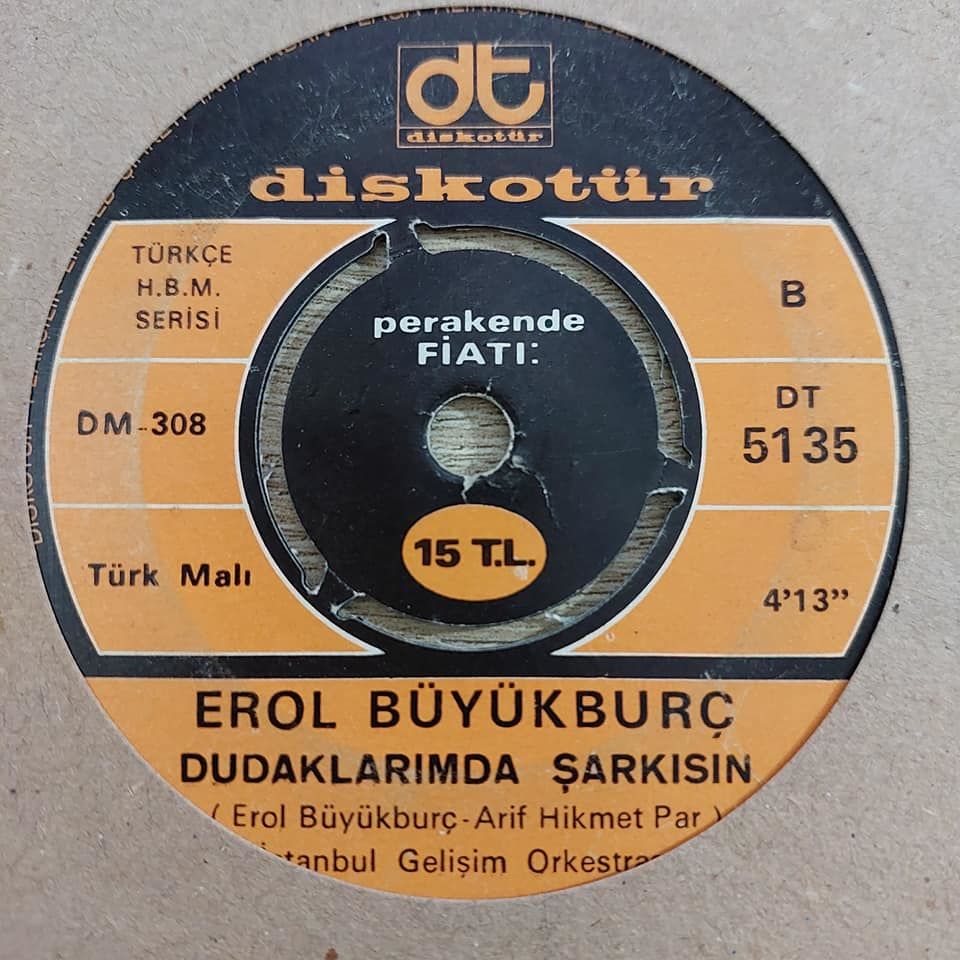 dt
diskotür
diskotür
TÜRKÇE
H.B.M.
SERİSİ
DM-308
Türk Malı
perakende
FİATI:
15 T.L.
B
DT
5135
4'13"
EROL BÜYÜKBURÇ
DUDAKLARIMDA ŞARKISIN
( Erol Büyükburç-Arif Hikmet Par )
Gelişim